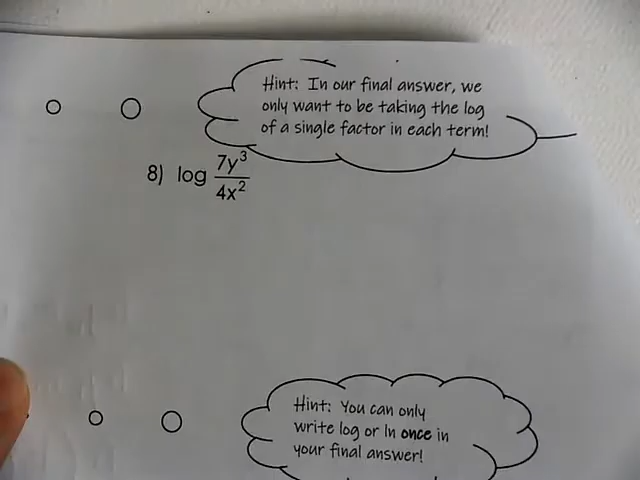 Hint: In our final answer, we
only want to be taking the log
of a single factor in each term!
8) log 7y³/4x²
Hint: You can only
write log or ln once in
your final answer!